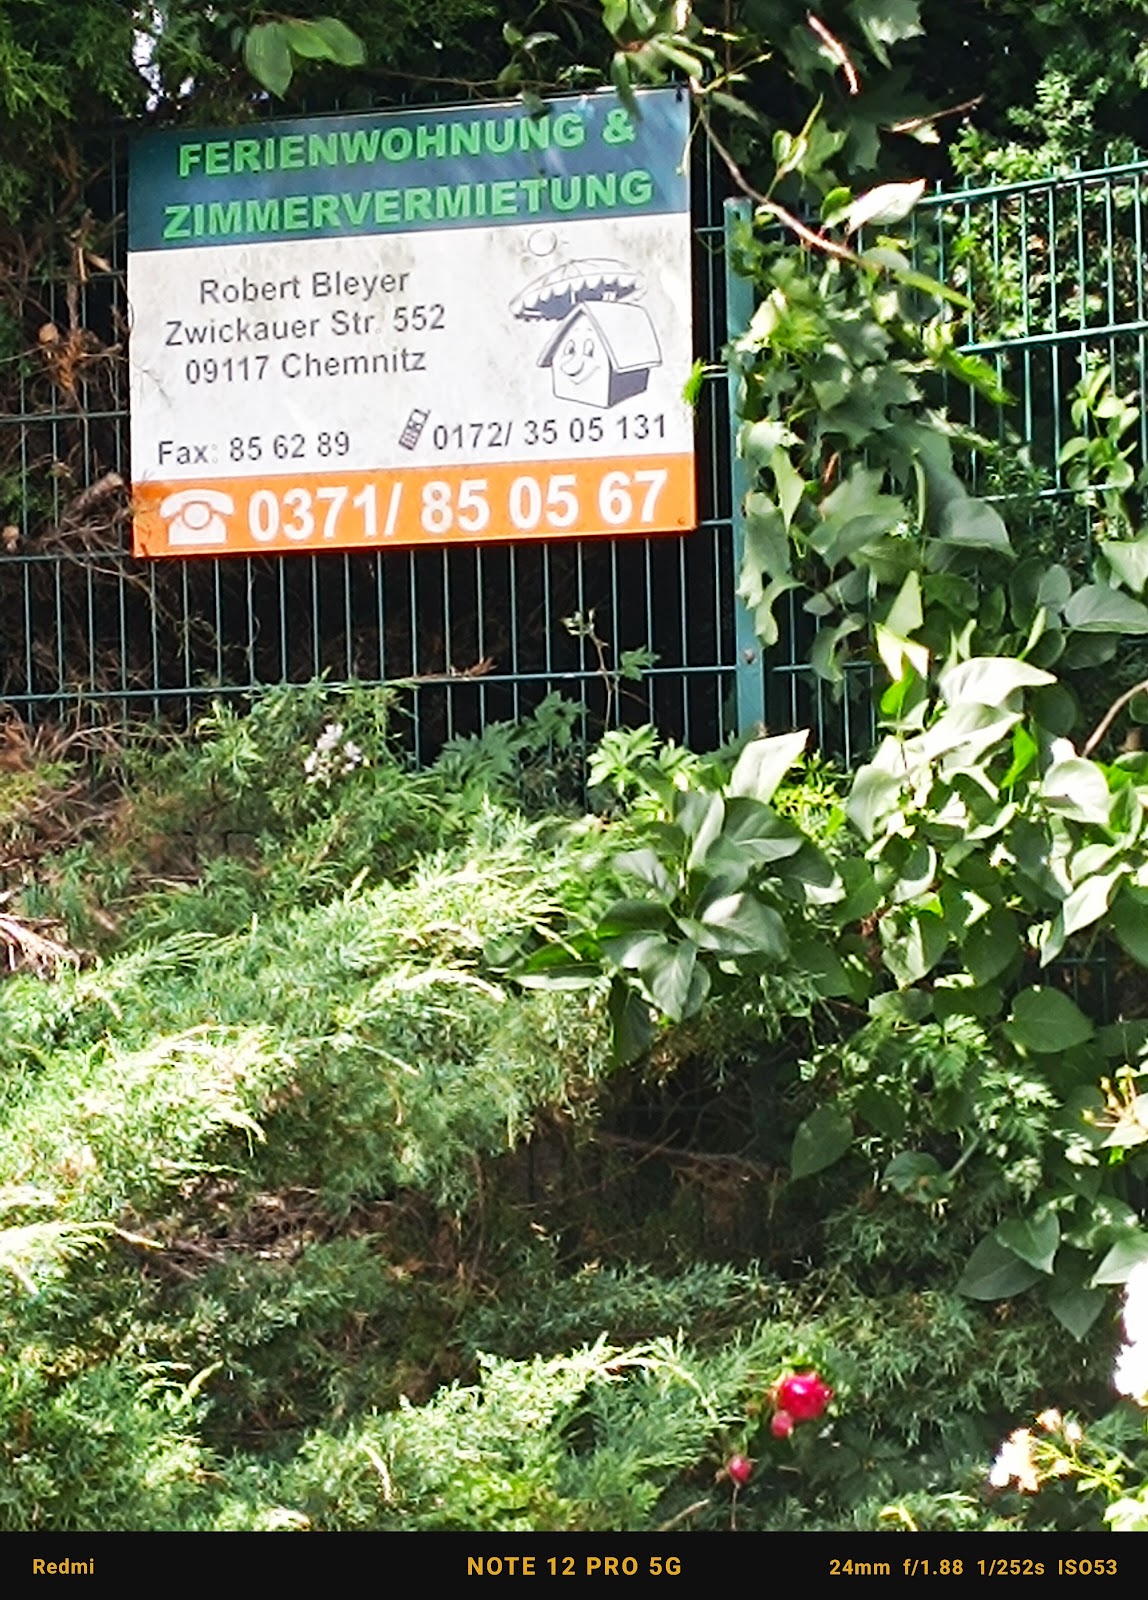 FERIENWOHNUNG &
ZIMMERVERMIETUNG
Robert Bleyer
Zwickauer Str. 552
09117 Chemnitz
Fax: 85 62 89
0172/ 35 05 131
0371/ 85 05 67
Redmi
NOTE 12 PRO 5G
24mm f/1.88 1/252s ISO53